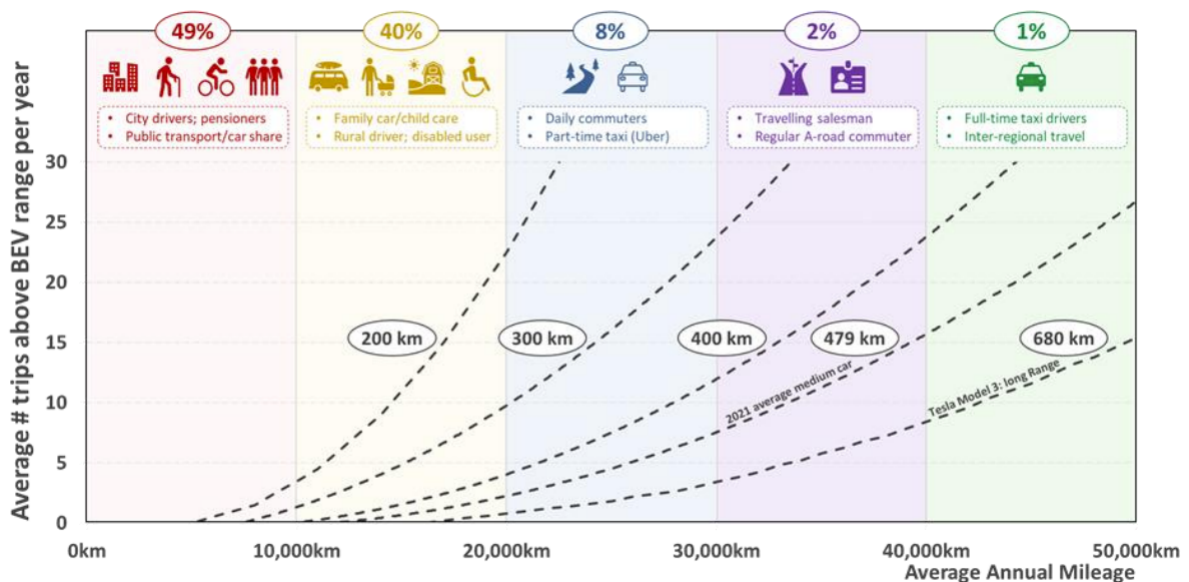 49%
40%
8%
2%
1%
• City drivers; pensioners
• Public transport/car share
• Family car/child care
• Rural driver; disabled user
• Daily commuters
• Part-time taxi (Uber)
• Travelling salesman
• Regular A-road commuter
• Full-time taxi drivers
• Inter-regional travel
Average # trips above BEV range per year
30
25
20
15
10
5
0
200 km
300 km
400 km
479 km
680 km
2021 average medium car
Tesla Model 3: long Range
0km
10,000km
20,000km
30,000km
40,000km
50,000km
Average Annual Mileage